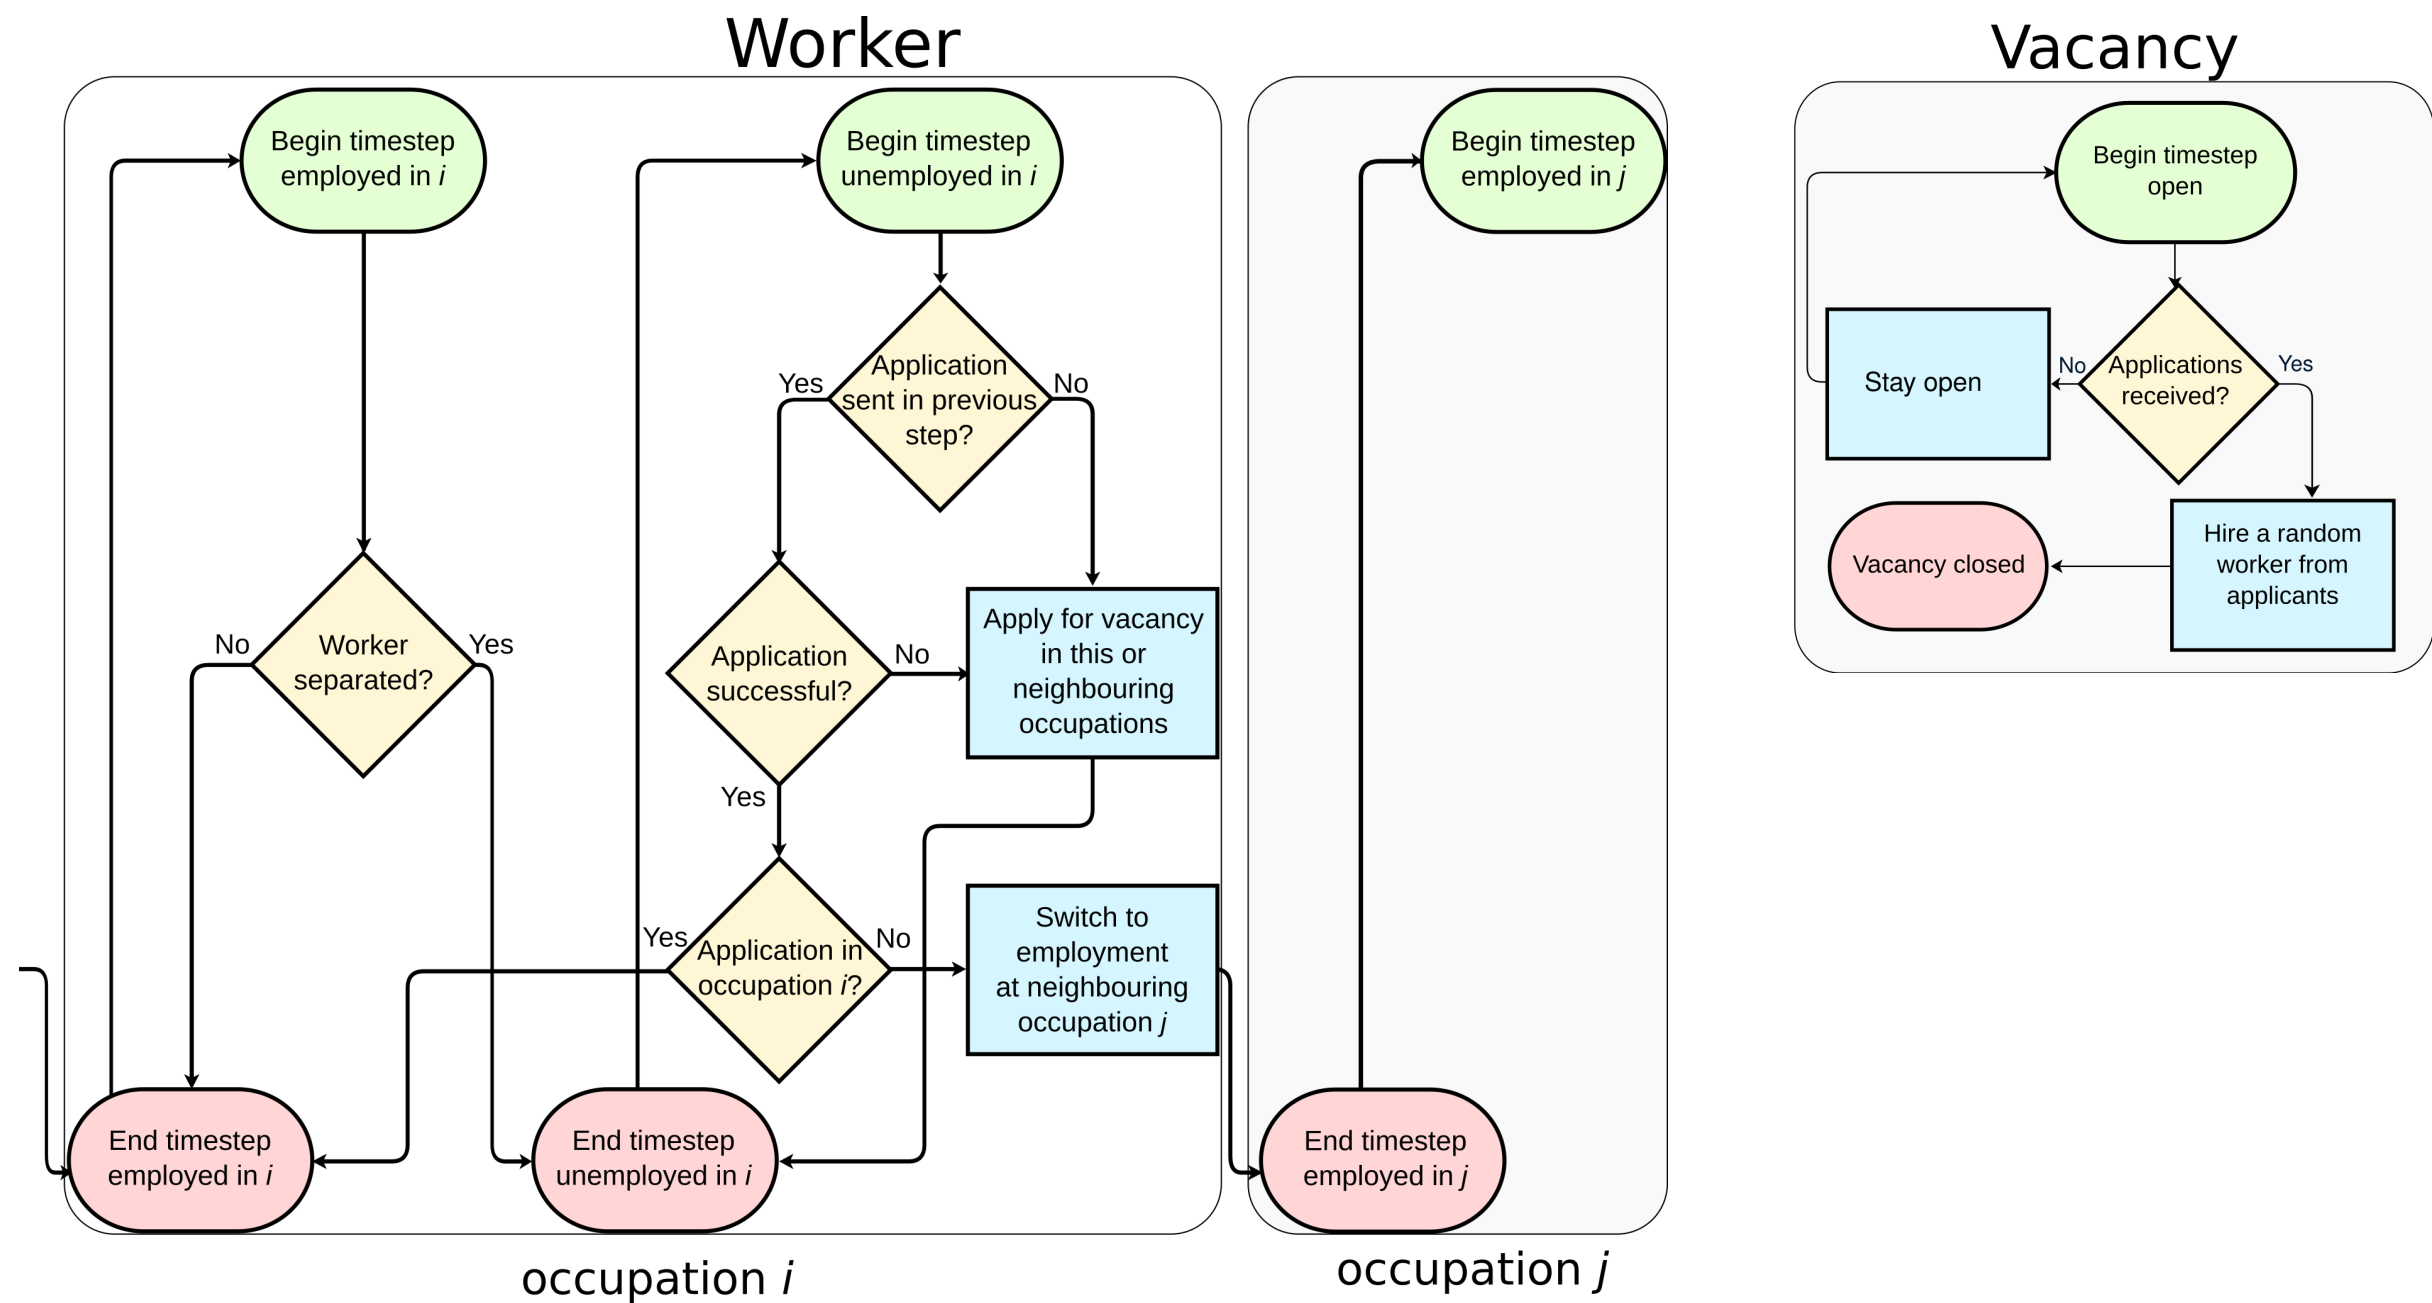 Worker
Vacancy
Begin timestep
employed in i
Begin timestep
unemployed in i
Application
sent in previous
step?
Yes
No
Worker
separated?
No
Yes
Application
successful?
No
Yes
Apply for vacancy
in this or
neighbouring
occupations
Application in
occupation i?
Yes
No
Switch to
employment
at neighbouring
occupation j
End timestep
employed in i
End timestep
unemployed in i
occupation i
Begin timestep
employed in j
End timestep
employed in j
occupation j
Begin timestep
open
Applications
received?
No
Yes
Stay open
Hire a random
worker from
applicants
Vacancy closed